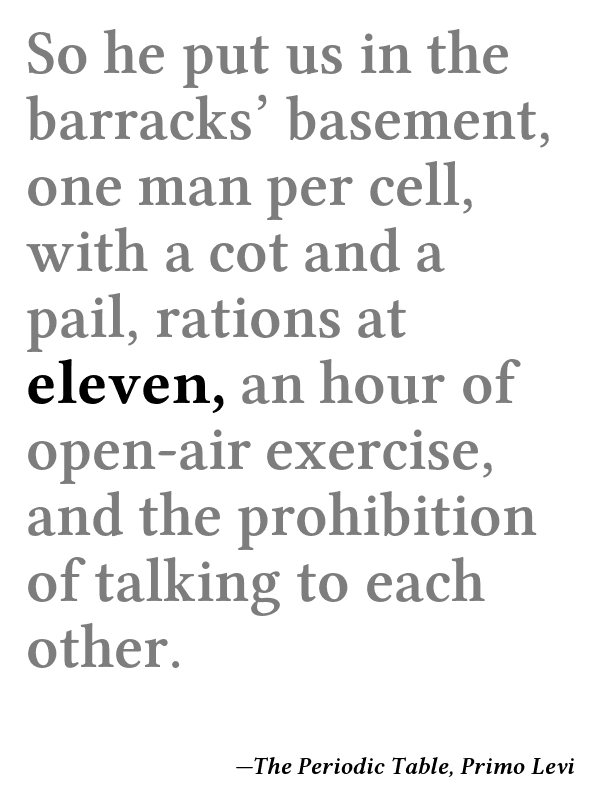 So he put us in the
barracks’ basement,
one man per cell,
with a cot and a
pail, rations at
eleven, an hour of
open-air exercise,
and the prohibition
of talking to each
other.
—The Periodic Table, Primo Levi